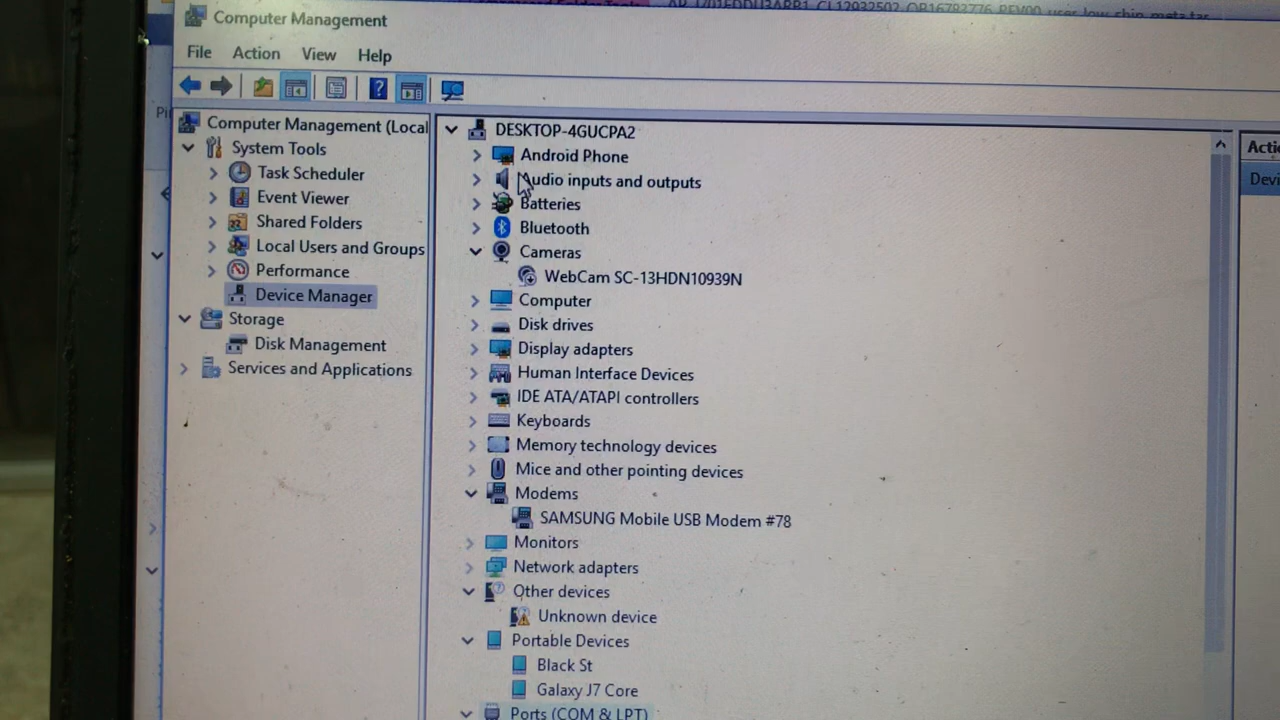 Computer Management
File Action View Help
Computer Management (Local
System Tools
Task Scheduler
Event Viewer
Shared Folders
Local Users and Groups
Performance
Device Manager
Storage
Disk Management
Services and Applications
DESKTOP-4GUCPA2
Android Phone
Audio inputs and outputs
Batteries
Bluetooth
Cameras
WebCam SC-13HDN10939N
Computer
Disk drives
Display adapters
Human Interface Devices
IDE ATA/ATAPI controllers
Keyboards
Memory technology devices
Mice and other pointing devices
Modems
SAMSUNG Mobile USB Modem #78
Monitors
Network adapters
Other devices
Unknown device
Portable Devices
Black St
Galaxy J7 Core
Ports (COM & LPT)
Acti
Devi